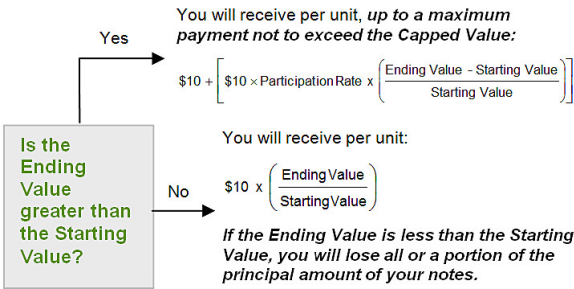 You will receive per unit, up to a maximum
payment not to exceed the Capped Value:
Yes
$10 + [ $10 × Participation Rate x ( Ending Value - Starting Value / Starting Value ) ]
Is the
Ending
Value
greater than
the Starting
Value?
No
You will receive per unit:
$10 x ( Ending Value / Starting Value )
If the Ending Value is less than the Starting
Value, you will lose all or a portion of the
principal amount of your notes.